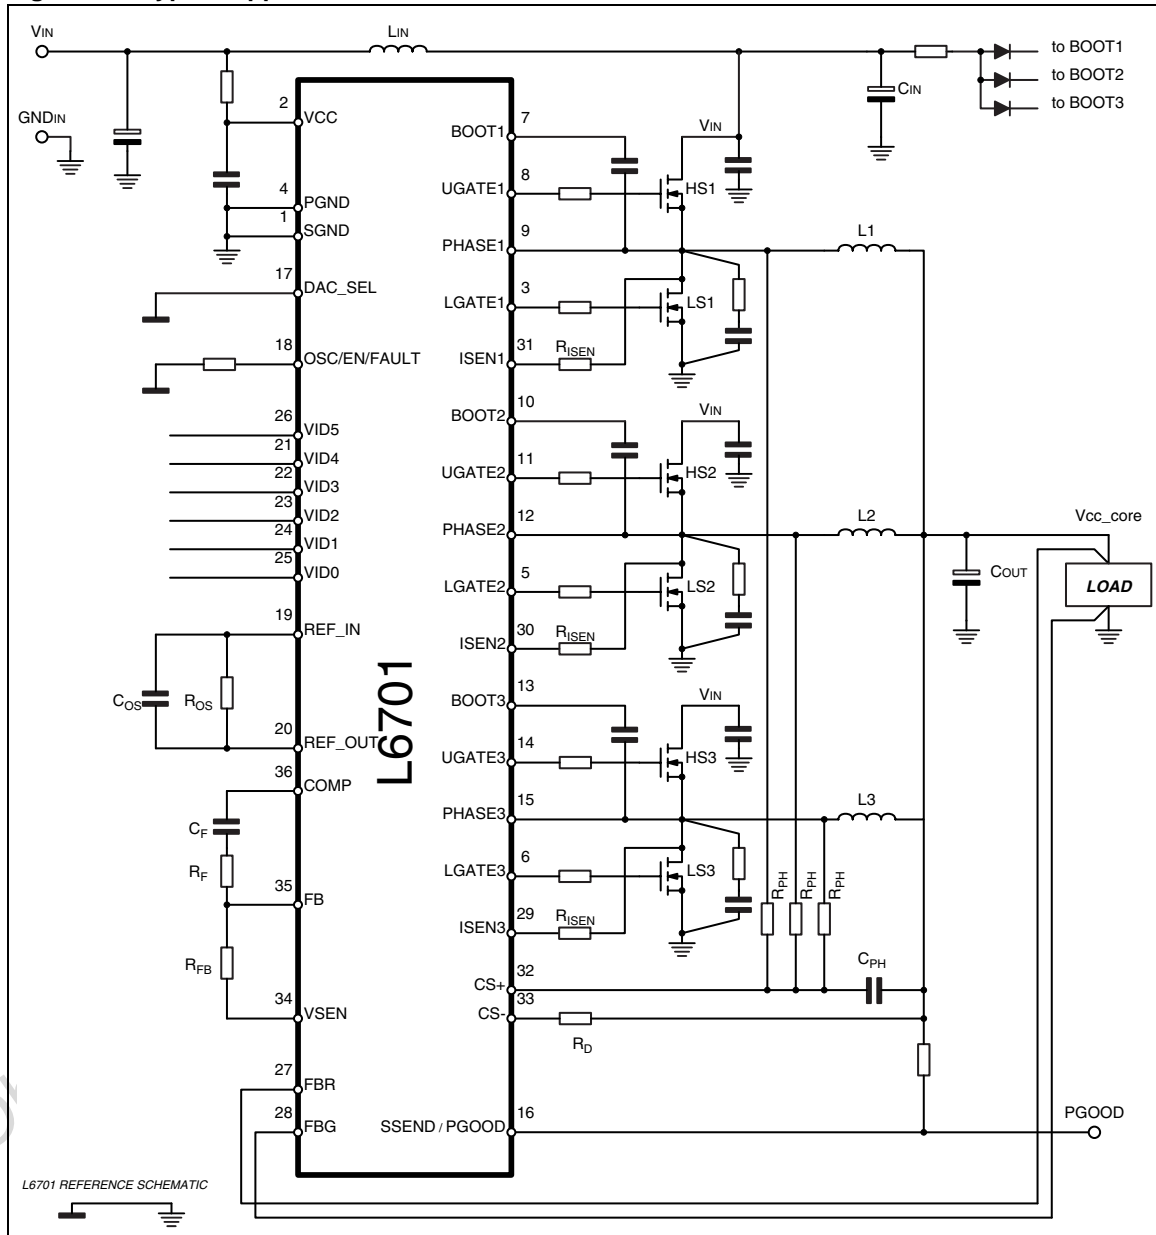 VIN
LIN
to BOOT1
to BOOT2
to BOOT3
CIN
GNDIN
2
VCC
4
PGND
1
SGND
17
DAC_SEL
18
OSC/EN/FAULT
26
VID5
21
VID4
22
VID3
23
VID2
24
VID1
25
VID0
19
REF_IN
COS
ROS
20
REF_OUT
36
COMP
CF
RF
35
FB
RFB
34
VSEN
27
FBR
28
FBG
L6701
7
BOOT1
VIN
8
UGATE1
HS1
9
PHASE1
L1
3
LGATE1
LS1
31
ISEN1
RISEN
10
BOOT2
VIN
11
UGATE2
HS2
12
PHASE2
L2
Vcc_core
5
LGATE2
LS2
COUT
LOAD
30
ISEN2
RISEN
13
BOOT3
VIN
14
UGATE3
HS3
15
PHASE3
L3
6
LGATE3
LS3
RPH
RPH
RPH
29
ISEN3
RISEN
32
CS+
CPH
33
CS-
RD
16
SSEND / PGOOD
PGOOD
L6701 REFERENCE SCHEMATIC